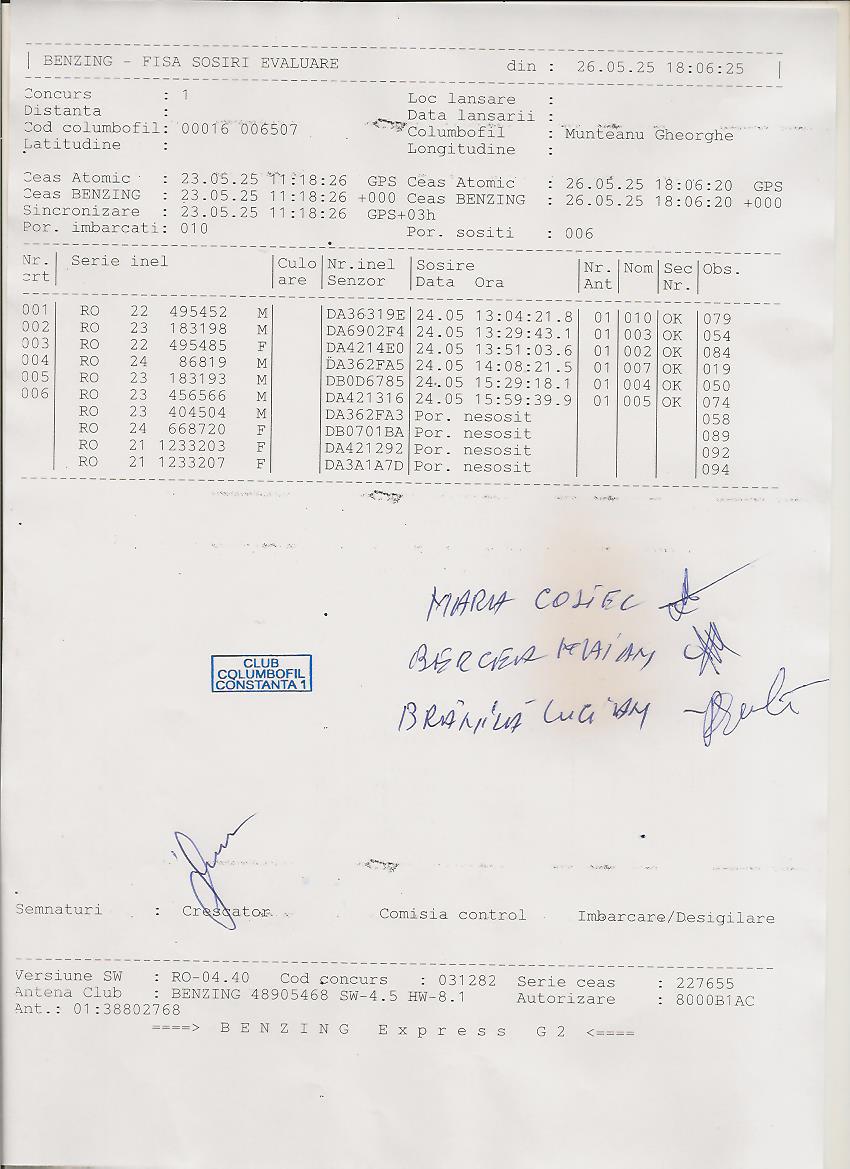 BENZING - FISA SOSIRI EVALUARE din : 26.05.25 18:06:25
Concurs : 1 Loc lansare :
Distanta : Data lansarii :
Cod columbofil: 00016 006507 Columbofil : Munteanu Gheorghe
Latitudine : Longitudine :
Ceas Atomic : 23.05.25 11:18:26 GPS Ceas Atomic : 26.05.25 18:06:20 GPS
Ceas BENZING : 23.05.25 11:18:26 +000 Ceas BENZING : 26.05.25 18:06:20 +000
Sincronizare : 23.05.25 11:18:26 GPS+03h
Por. imbarcati: 010 Por. sositi : 006
Nr. Serie inel Culo Nr.inel Sosire Nr. Nom Sec Obs.
crt are Senzor Data Ora Ant Nr.
001 RO 22 495452 M DA36319E 24.05 13:04:21.8 01 010 OK 079
002 RO 23 183198 M DA6902F4 24.05 13:29:43.1 01 003 OK 054
003 RO 22 495485 F DA4214E0 24.05 13:51:03.6 01 002 OK 084
004 RO 24 86819 M DA362FA5 24.05 14:08:21.5 01 007 OK 019
005 RO 23 183193 M DB0D6785 24.05 15:29:18.1 01 004 OK 050
006 RO 23 456566 M DA421316 24.05 15:59:39.9 01 005 OK 074
RO 23 404504 M DA362FA3 Por. nesosit 058
RO 24 668720 F DB0701BA Por. nesosit 089
RO 21 1233203 F DA421292 Por. nesosit 092
RO 21 1233207 F DA3A1A7D Por. nesosit 094
MARIA COSTEL
CLUB
COLUMBOFIL
CONSTANTA 1
Semnaturi : Crescator Comisia control Imbarcare/Desigilare
Versiune SW : RO-04.40 Cod concurs : 031282 Serie ceas : 227655
Antena Club : BENZING 48905468 SW-4.5 HW-8.1 Autorizare : 8000B1AC
Ant.: 01:38802768
====> BENZING Express G2 <====